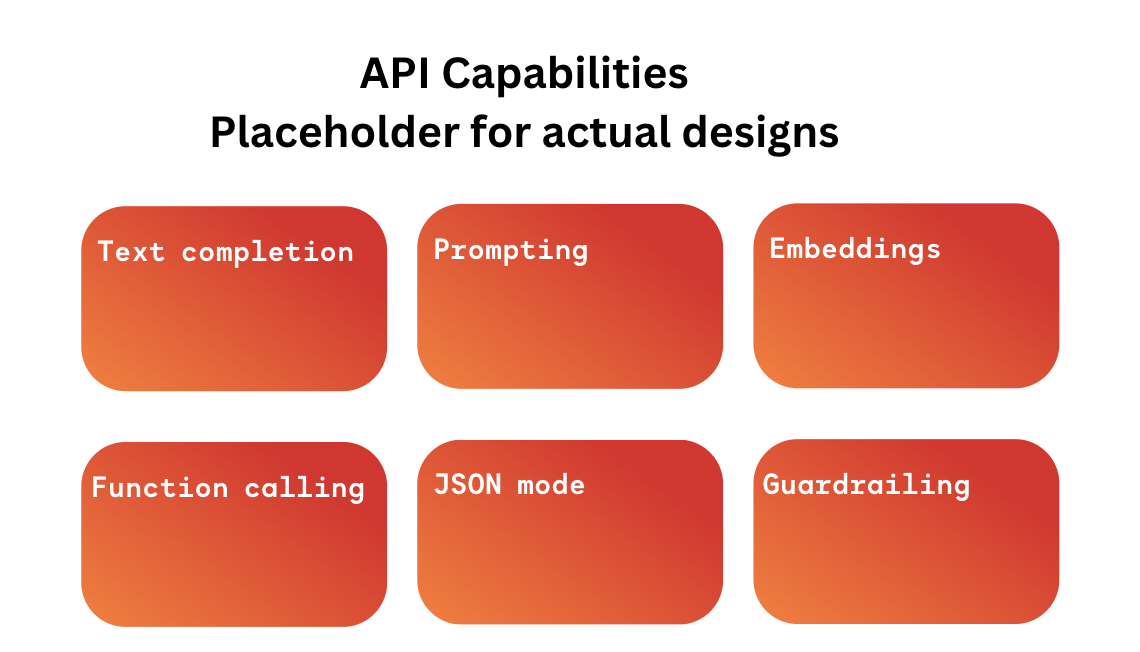 API Capabilities
Placeholder for actual designs
Text completion
Prompting
Embeddings
Function calling
JSON mode
Guardrailing